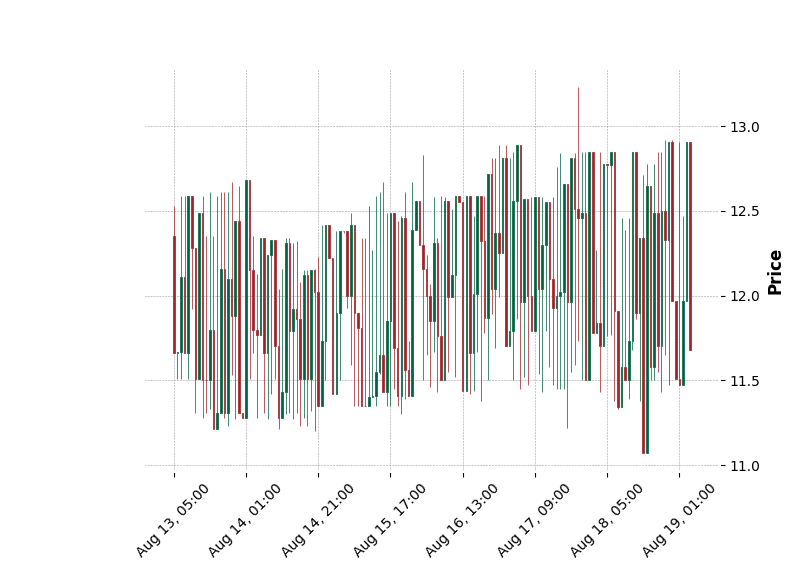 13.0
12.5
12.0
11.5
11.0
Price
Aug 13, 05:00
Aug 14, 01:00
Aug 14, 21:00
Aug 15, 17:00
Aug 16, 13:00
Aug 17, 09:00
Aug 18, 05:00
Aug 19, 01:00